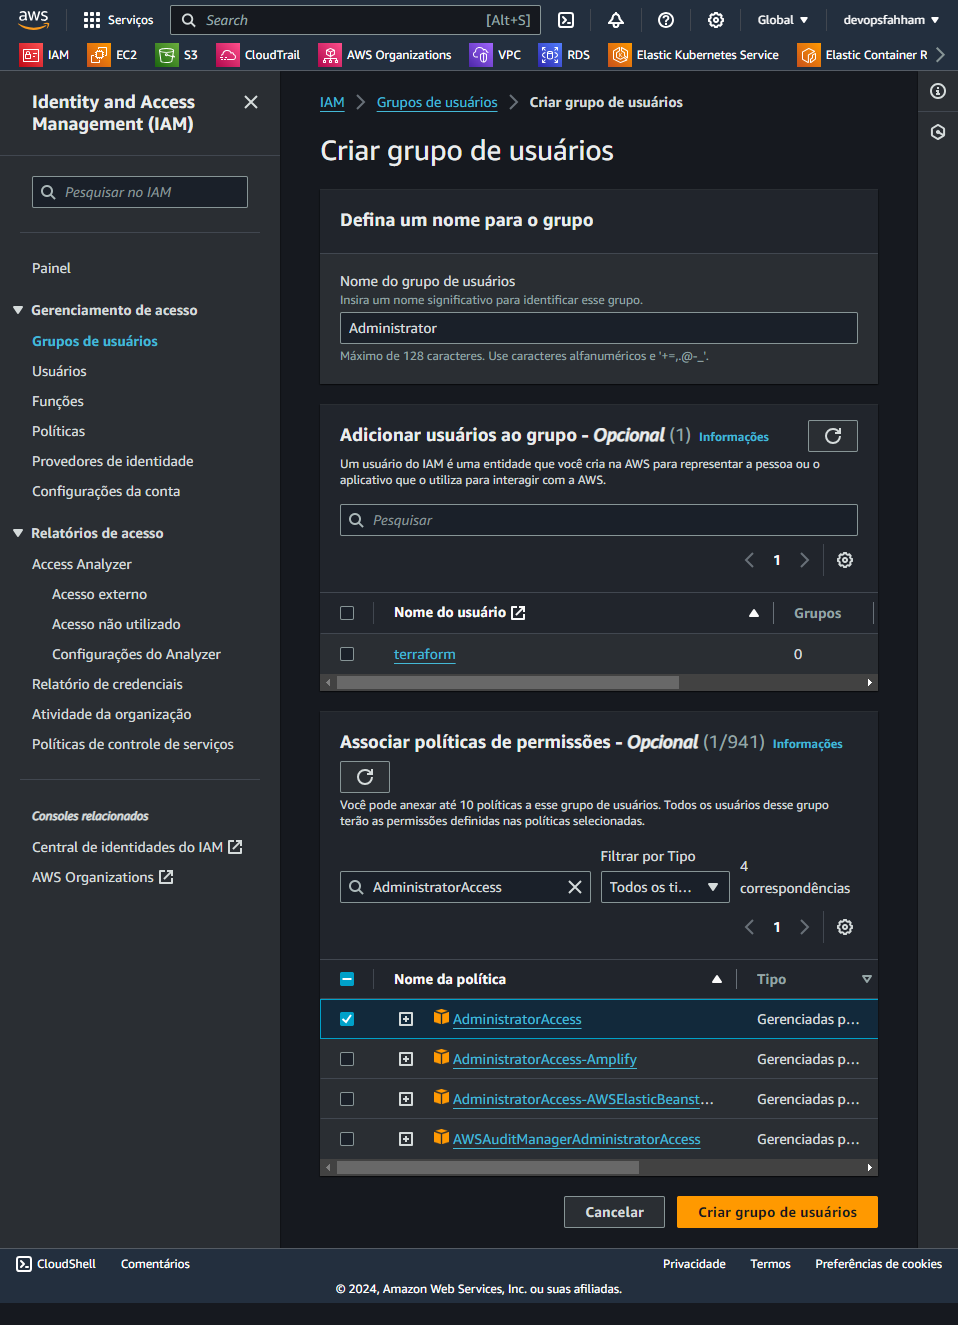 aws
Serviços
Search
[Alt+S]
Global
devopsfahham
IAM
EC2
S3
CloudTrail
AWS Organizations
VPC
RDS
Elastic Kubernetes Service
Elastic Container R
Identity and Access
Management (IAM)
Pesquisar no IAM
Painel
Gerenciamento de acesso
Grupos de usuários
Usuários
Funções
Políticas
Provedores de identidade
Configurações da conta
Relatórios de acesso
Access Analyzer
Acesso externo
Acesso não utilizado
Configurações do Analyzer
Relatório de credenciais
Atividade da organização
Políticas de controle de serviços
Consoles relacionados
Central de identidades do IAM
AWS Organizations
IAM
Grupos de usuários
Criar grupo de usuários
Criar grupo de usuários
Defina um nome para o grupo
Nome do grupo de usuários
Insira um nome significativo para identificar esse grupo.
Administrator
Máximo de 128 caracteres. Use caracteres alfanuméricos e '+=,.@-_'.
Adicionar usuários ao grupo - Opcional (1) Informações
Um usuário do IAM é uma entidade que você cria na AWS para representar a pessoa ou o
aplicativo que o utiliza para interagir com a AWS.
Pesquisar
1
Nome do usuário
Grupos
terraform
0
Associar políticas de permissões - Opcional (1/941) Informações
Você pode anexar até 10 políticas a esse grupo de usuários. Todos os usuários desse grupo
terão as permissões definidas nas políticas selecionadas.
Filtrar por Tipo
AdministratorAccess
Todos os ti...
4
correspondências
1
Nome da política
Tipo
AdministratorAccess
Gerenciadas p...
AdministratorAccess-Amplify
Gerenciadas p...
AdministratorAccess-AWSElasticBeanst...
Gerenciadas p...
AWSAuditManagerAdministratorAccess
Gerenciadas p...
Cancelar
Criar grupo de usuários
CloudShell
Comentários
Privacidade
Termos
Preferências de cookies
© 2024, Amazon Web Services, Inc. ou suas afiliadas.